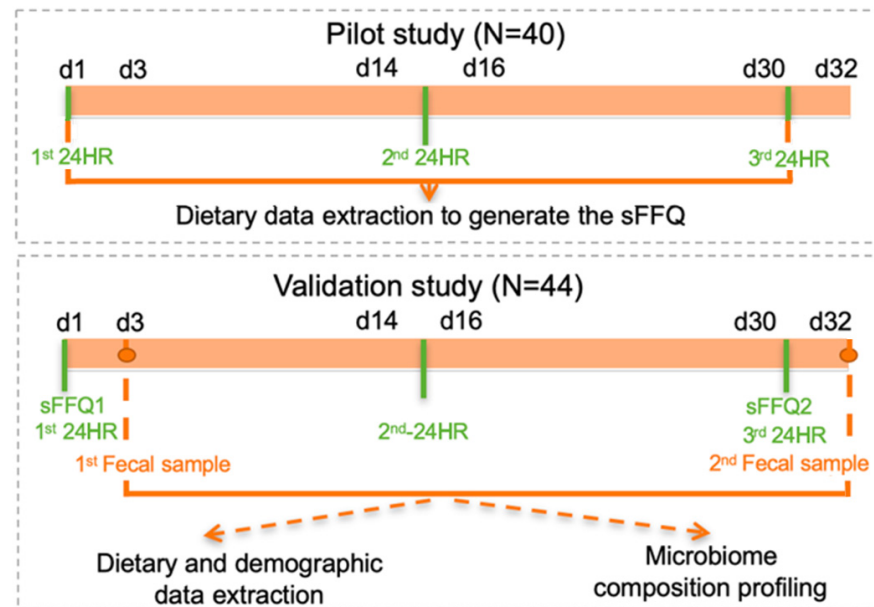 Pilot study (N=40)
d1 d3 d14 d16 d30 d32
1st 24HR 2nd 24HR 3rd 24HR
Dietary data extraction to generate the sFFQ
Validation study (N=44)
d1 d3 d14 d16 d30 d32
sFFQ1 sFFQ2
1st 24HR 2nd-24HR 3rd 24HR
1st Fecal sample 2nd Fecal sample
Dietary and demographic
data extraction
Microbiome
composition profiling